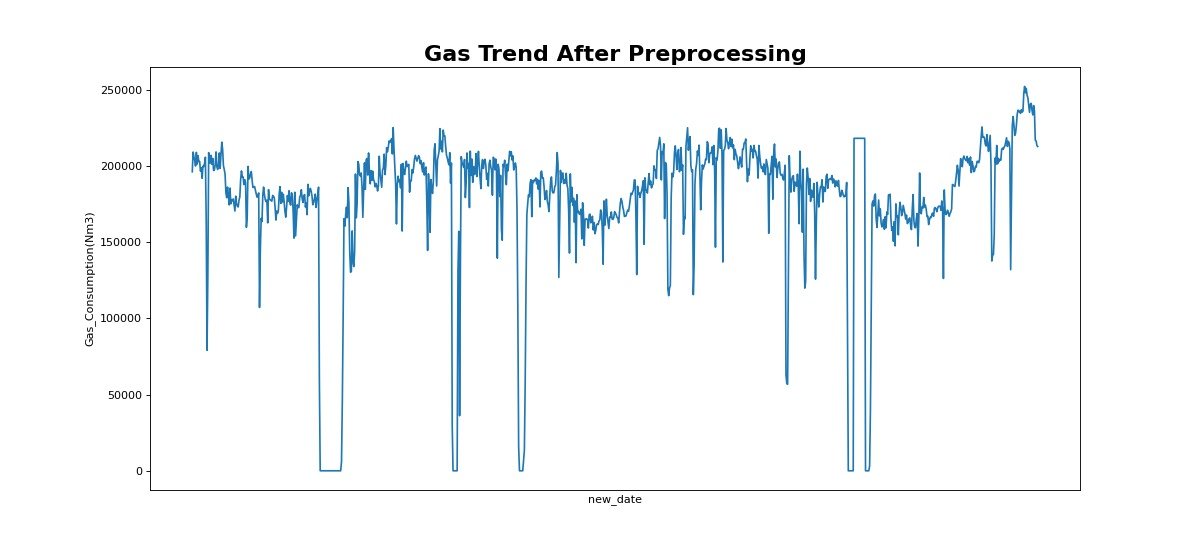 Gas Trend After Preprocessing
250000
200000
150000
100000
50000
0
Gas_Consumption(Nm3)
new_date